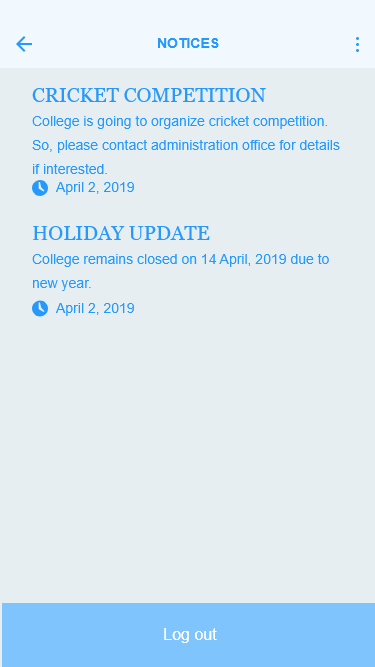 NOTICES
CRICKET COMPETITION
College is going to organize cricket competition.
So, please contact administration office for details
if interested.
April 2, 2019
HOLIDAY UPDATE
College remains closed on 14 April, 2019 due to
new year.
April 2, 2019
Log out